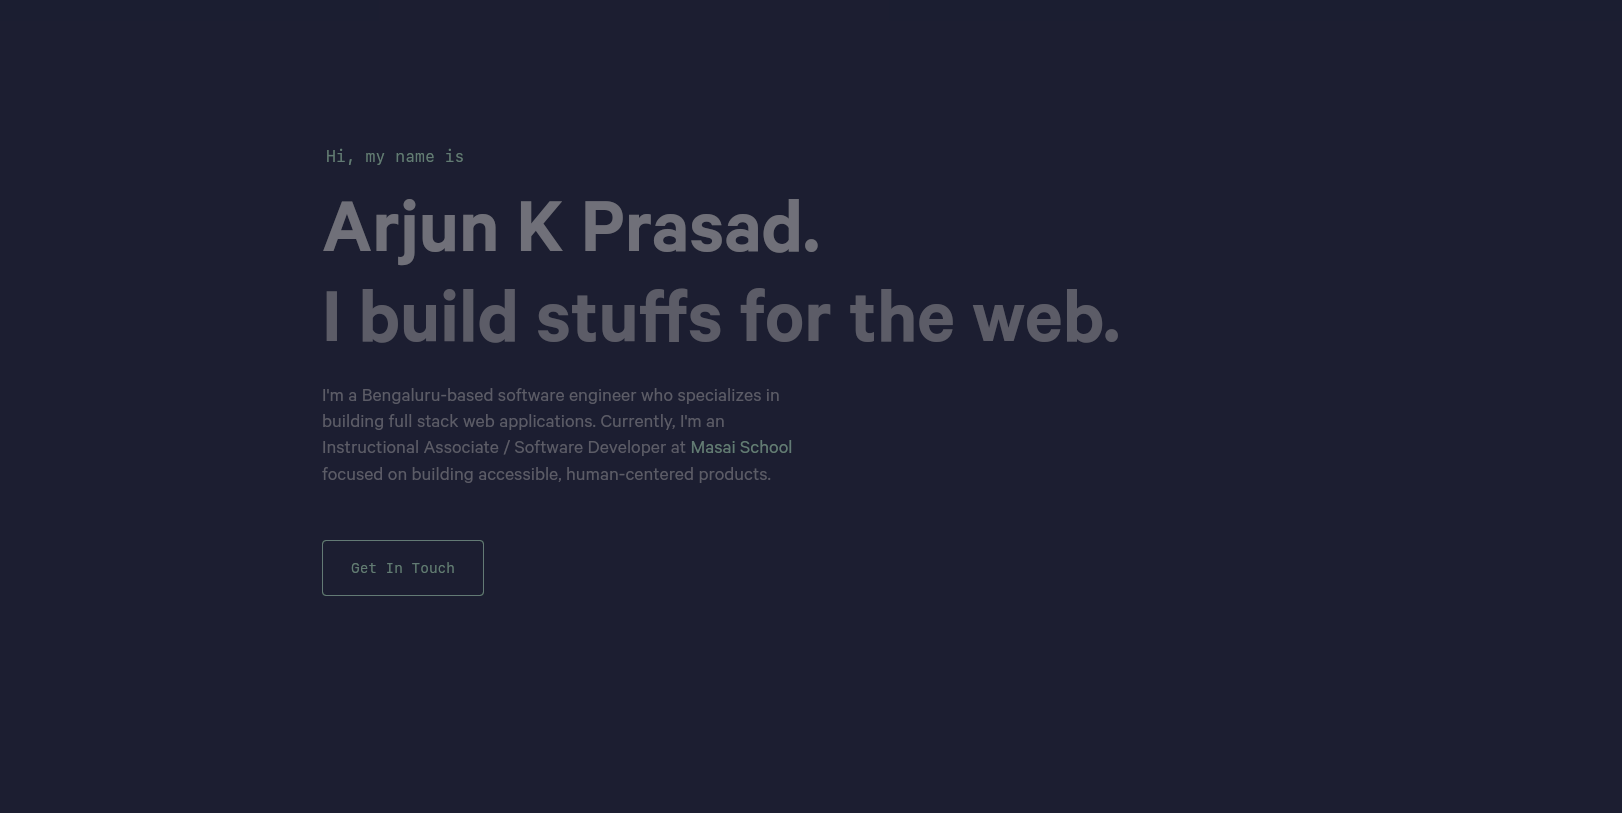 Hi, my name is
Arjun K Prasad.
I build stuffs for the web.
I'm a Bengaluru-based software engineer who specializes in
building full stack web applications. Currently, I'm an
Instructional Associate / Software Developer at Masai School
focused on building accessible, human-centered products.
Get In Touch